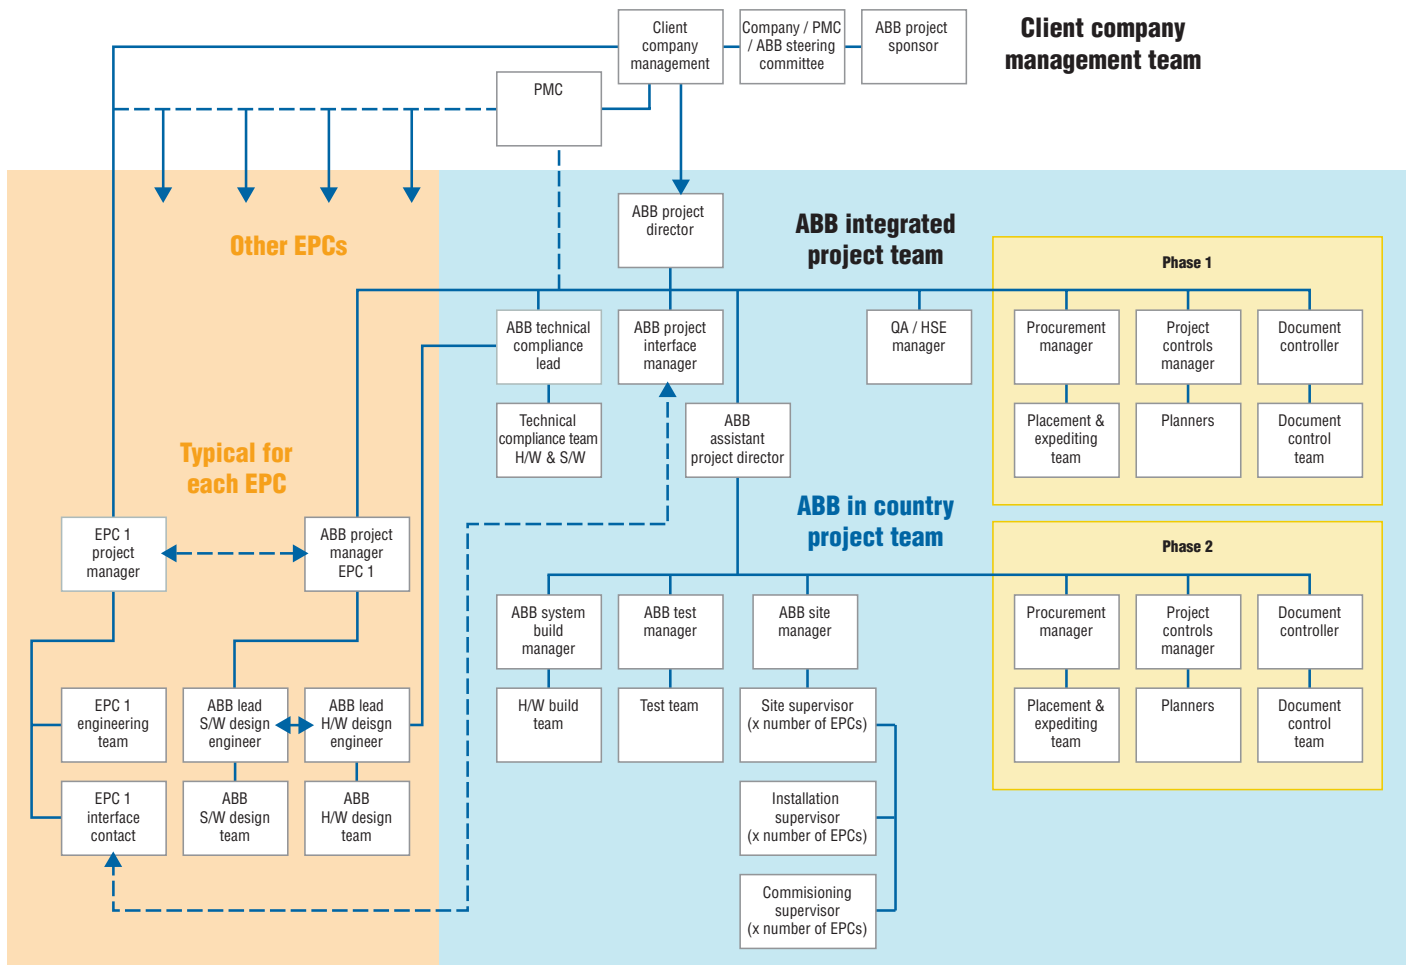 Client
company
management
Company / PMC
/ ABB steering
committee
ABB project
sponsor
Client company
management team
PMC
ABB project
director
ABB integrated
project team
Other EPCs
Phase 1
ABB technical
compliance
lead
ABB project
interface
manager
QA / HSE
manager
Procurement
manager
Project
controls
manager
Document
controller
Technical
compliance team
H/W & S/W
ABB
assistant
project director
Placement &
expediting
team
Planners
Document
control
team
Typical for
each EPC
ABB in country
project team
EPC 1
project
manager
ABB project
manager
EPC 1
Phase 2
ABB system
build
manager
ABB test
manager
ABB site
manager
Procurement
manager
Project
controls
manager
Document
controller
EPC 1
engineering
team
ABB lead
S/W design
engineer
ABB lead
H/W deisgn
engineer
H/W build
team
Test team
Site supervisor
(x number of EPCs)
Placement &
expediting
team
Planners
Document
control
team
EPC 1
interface
contact
ABB
S/W design
team
ABB
H/W design
team
Installation
supervisor
(x number of EPCs)
Commisioning
supervisor
(x number of EPCs)